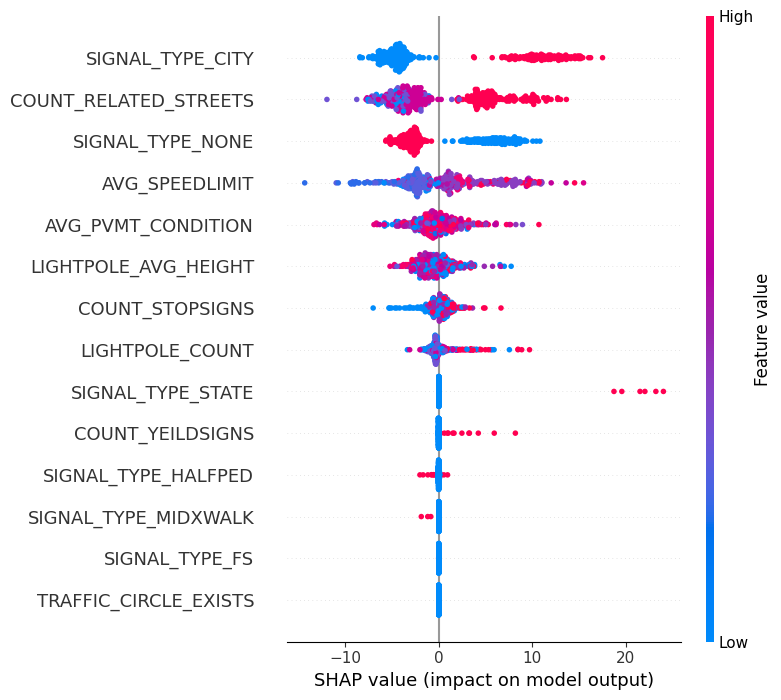 High
SIGNAL_TYPE_CITY
COUNT_RELATED_STREETS
SIGNAL_TYPE_NONE
AVG_SPEEDLIMIT
AVG_PVMT_CONDITION
LIGHTPOLE_AVG_HEIGHT
COUNT_STOPSIGNS
LIGHTPOLE_COUNT
SIGNAL_TYPE_STATE
COUNT_YEILDSIGNS
SIGNAL_TYPE_HALFPED
SIGNAL_TYPE_MIDXWALK
SIGNAL_TYPE_FS
TRAFFIC_CIRCLE_EXISTS
Feature value
Low
−10 0 10 20
SHAP value (impact on model output)